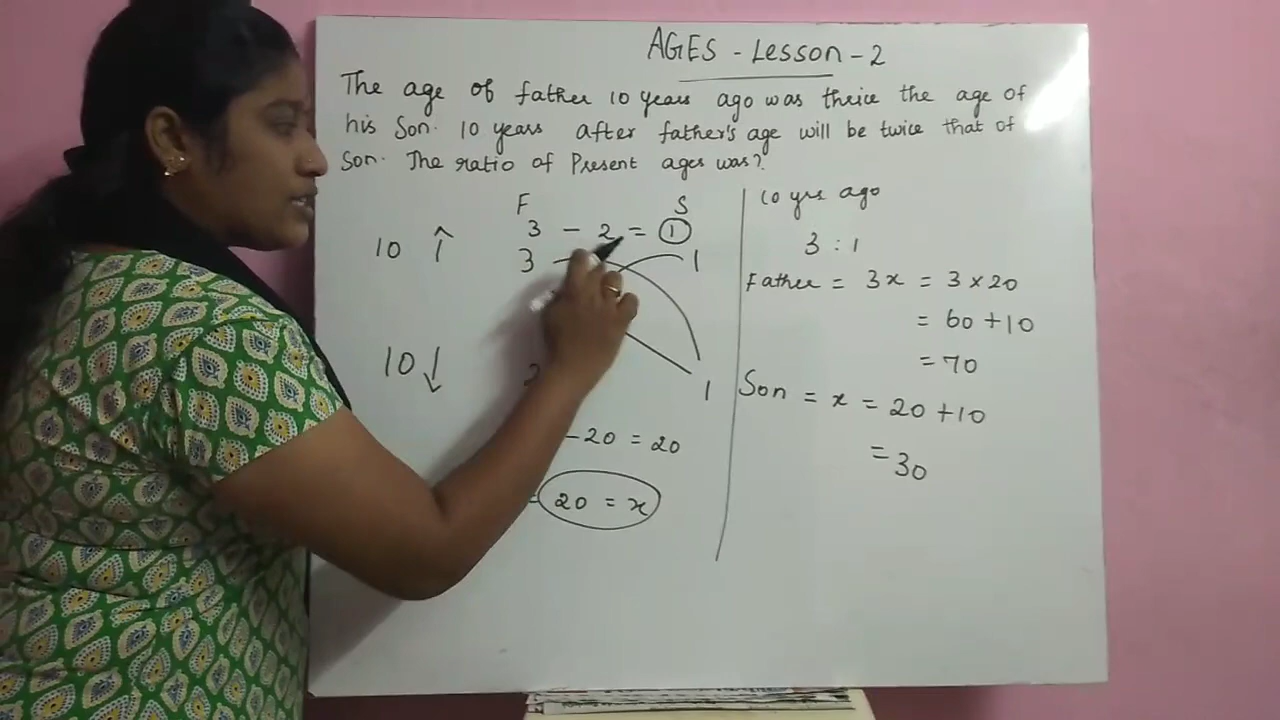 AGES - Lesson - 2
The age of father 10 years ago was thrice the age of
his Son. 10 years after father's age will be twice that of
Son. The ratio of Present ages was?
F S
10 ↑ 3 - 2 = 1
3 1
10 ↓ 2 1
- 20 = 20
= 20 = x
10 yrs ago
3 : 1
Father = 3x = 3 × 20
= 60 + 10
= 70
Son = x = 20 + 10
= 30